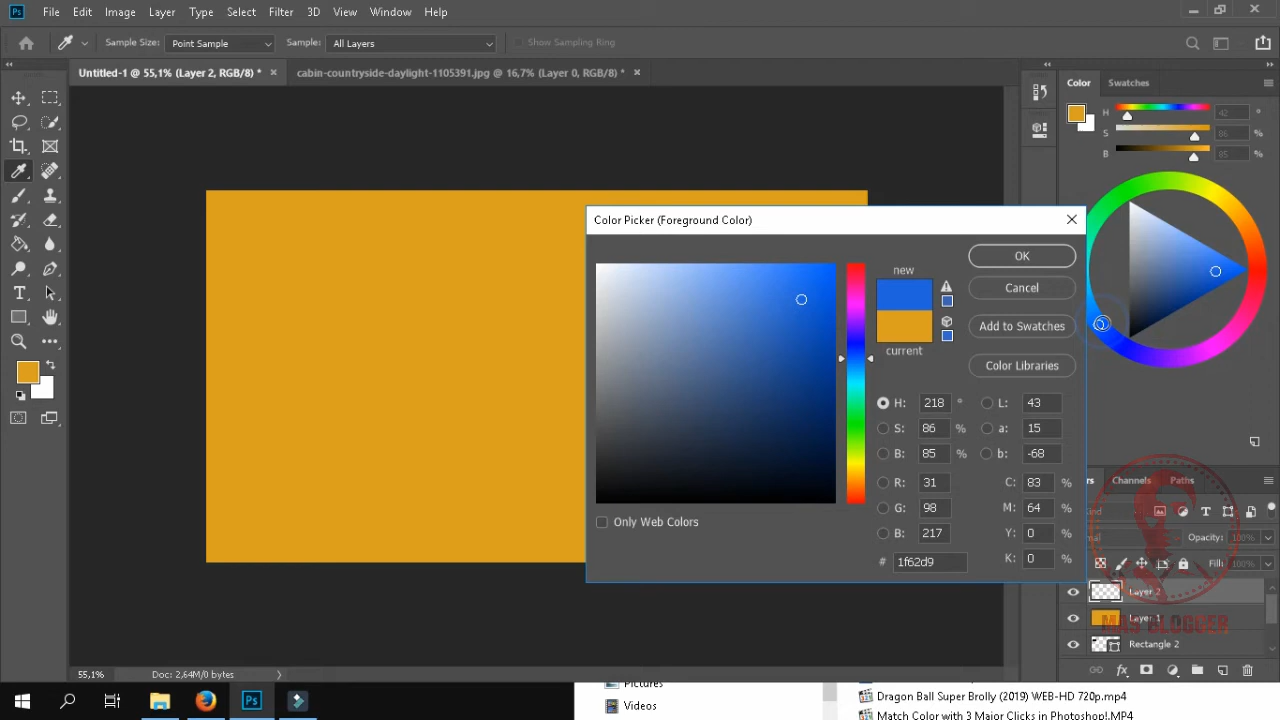 Ps File Edit Image Layer Type Select Filter 3D View Window Help
Sample Size: Point Sample Sample: All Layers Show Sampling Ring
Untitled-1 @ 55,1% (Layer 2, RGB/8) * × cabin-countryside-daylight-1105391.jpg @ 16,7% (Layer 0, RGB/8) * ×
Color Swatches
H 42 °
S 86 %
B 85 %
Color Picker (Foreground Color)
new
current
OK
Cancel
Add to Swatches
Color Libraries
H: 218 ° L: 43
S: 86 % a: 15
B: 85 % b: -68
R: 31 C: 83 %
G: 98 M: 64 %
B: 217 Y: 0 %
# 1f62d9 K: 0 %
Only Web Colors
Channels Paths
Opacity: 100%
Fill: 100%
Layer 2
Layer 1
MAS BLOGGER
Rectangle 2
55,1% Doc: 2,64M/0 bytes
Pictures
Videos
Dragon Ball Super Brolly (2019) WEB-HD 720p.mp4
Match Color with 3 Major Clicks in Photoshop!.MP4
Ps